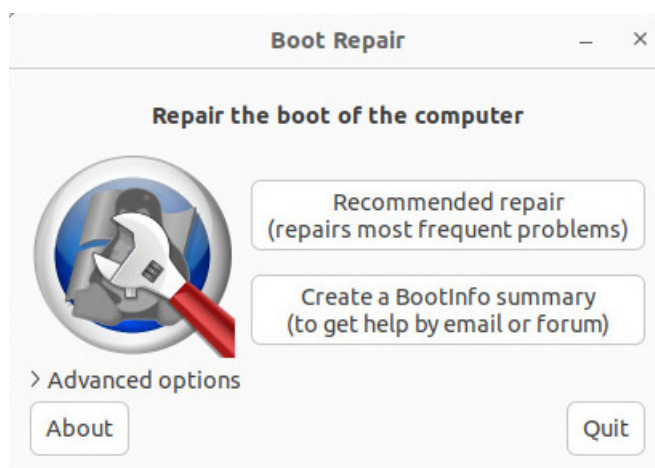 Boot Repair
Repair the boot of the computer
Recommended repair
(repairs most frequent problems)
Create a BootInfo summary
(to get help by email or forum)
Advanced options
About
Quit